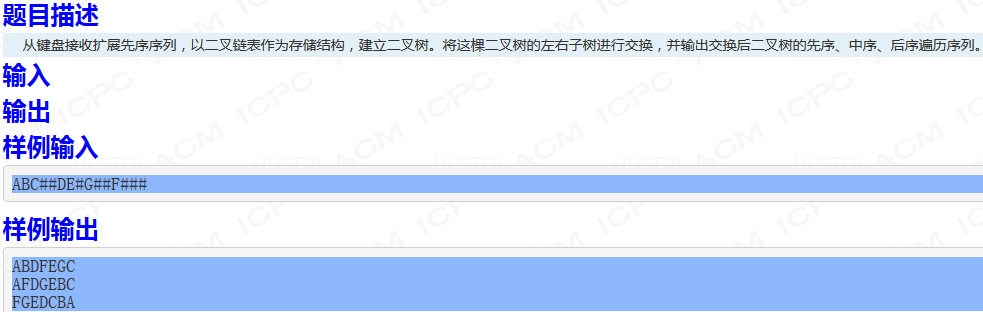 题目描述
从键盘接收扩展先序序列，以二叉链表作为存储结构，建立二叉树。将这棵二叉树的左右子树进行交换，并输出交换后二叉树的先序、中序、后序遍历序列。
输入
输出
样例输入
ABC##DE#G##F###
样例输出
ABDFEGC
AFDGEBC
FGEDCBA